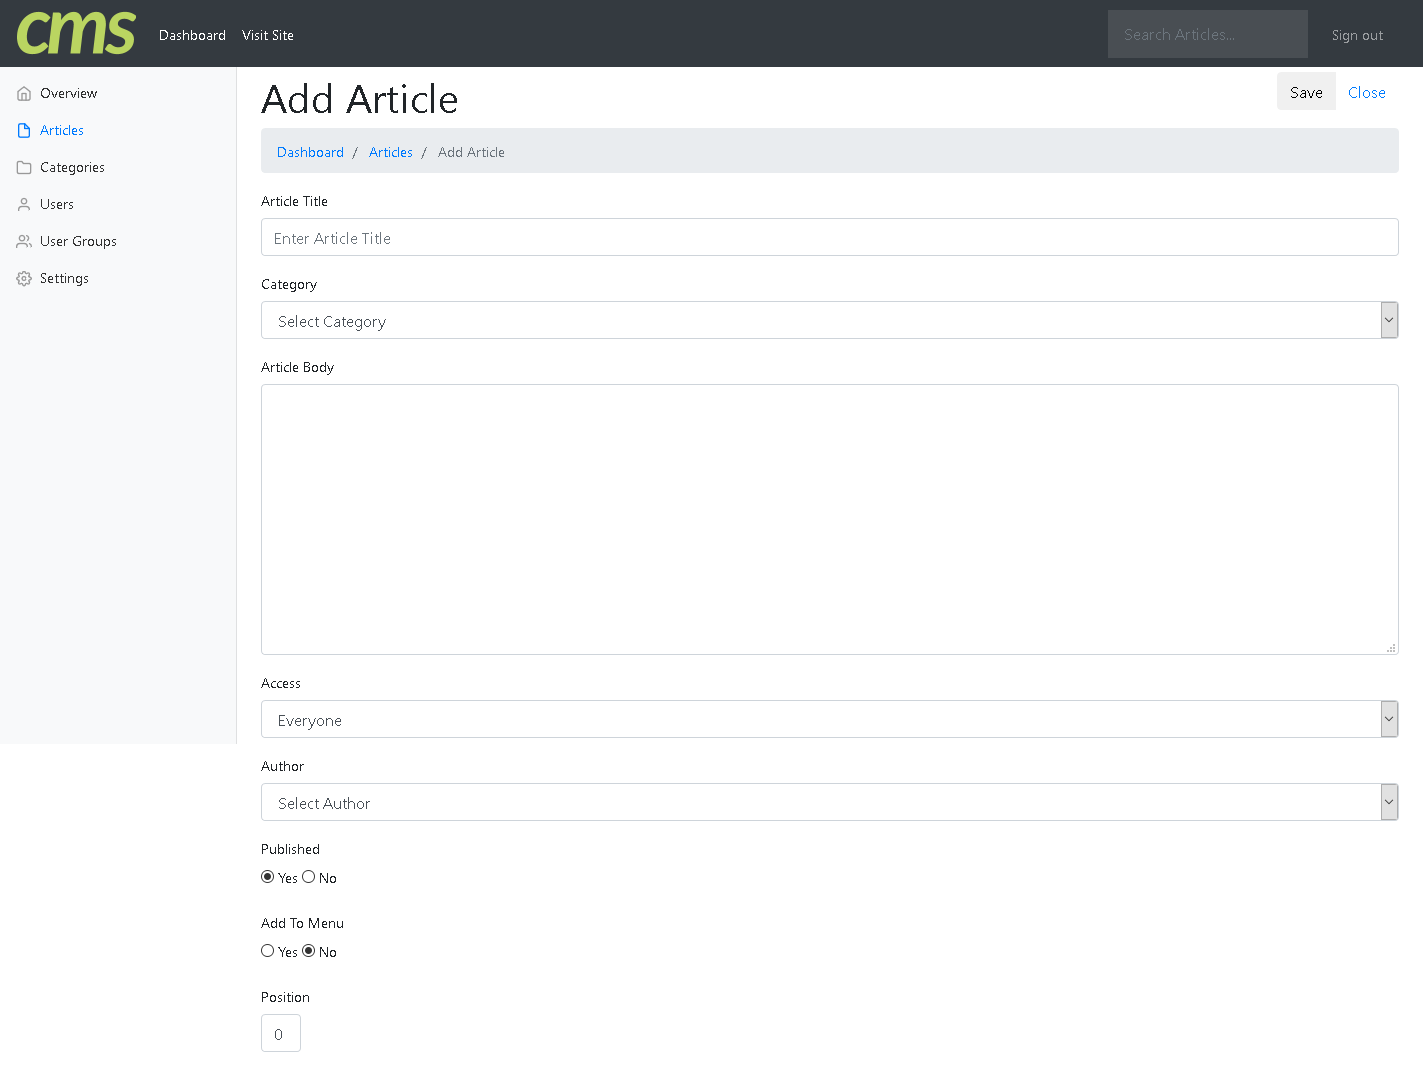 cms Dashboard Visit Site Search Articles... Sign out
Overview
Articles
Categories
Users
User Groups
Settings
Add Article
Save Close
Dashboard / Articles / Add Article
Article Title
Enter Article Title
Category
Select Category
Article Body
Access
Everyone
Author
Select Author
Published
Yes No
Add To Menu
Yes No
Position
0